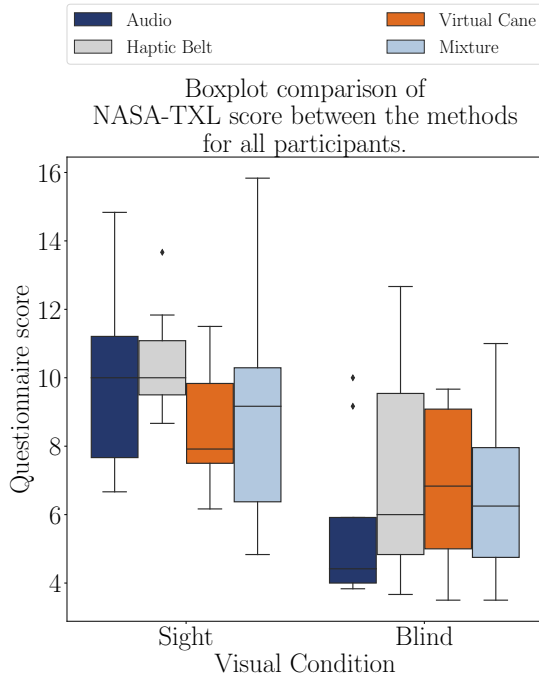 Audio
Haptic Belt
Virtual Cane
Mixture
Boxplot comparison of
NASA-TXL score between the methods
for all participants.
Questionnaire score
16
14
12
10
8
6
4
Sight
Blind
Visual Condition